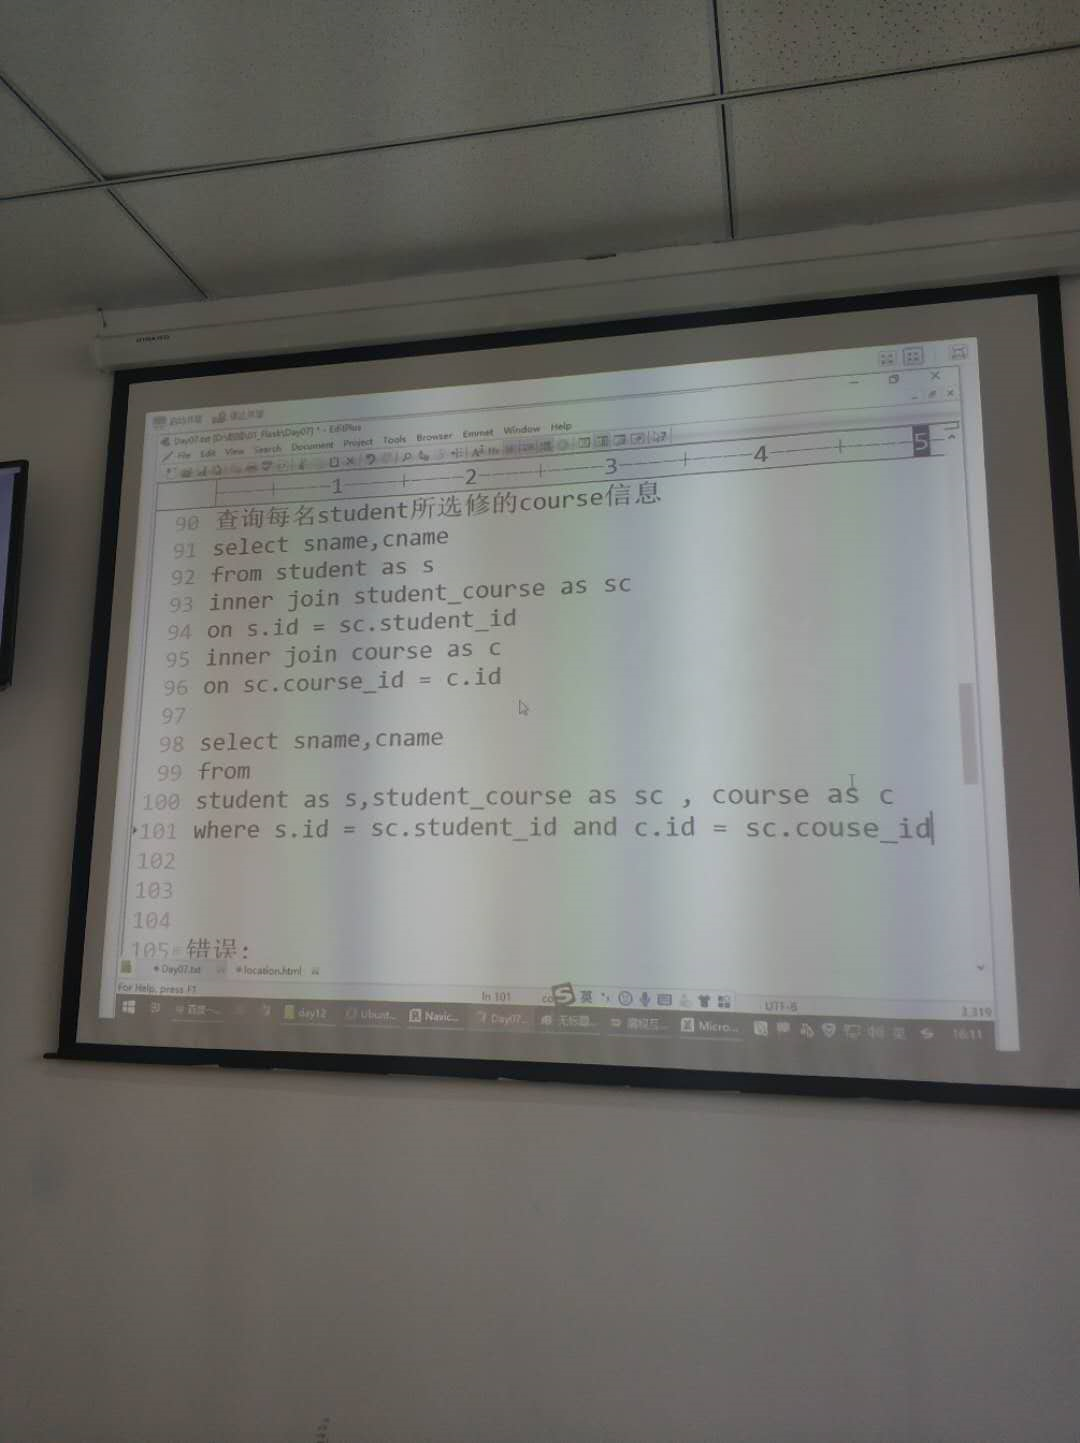 Day07.txt [D:\ \01_Flask\Day07] * - EditPlus
File Edit View Search Document Project Tools Browser Emmet Window Help
1 2 3 4 5
90 查询每名student所选修的course信息
91 select sname,cname
92 from student as s
93 inner join student_course as sc
94 on s.id = sc.student_id
95 inner join course as c
96 on sc.course_id = c.id
97
98 select sname,cname
99 from
100 student as s,student_course as sc , course as c
101 where s.id = sc.student_id and c.id = sc.couse_id
102
103
104
105 错误:
Day07.txt location.html
For Help, press F1 ln 101 英 UTF-8 3,319
百度一... day12 Ubunt... Navic... Day07... 无标题... Micro... 16:11